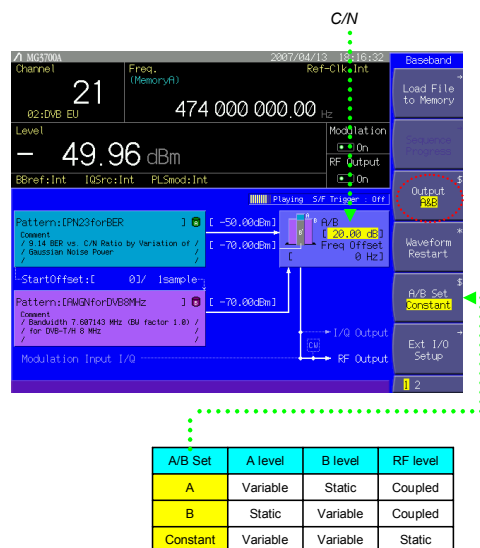 C/N
MG3700A 2007/04/13 18:16:32
Channel Freq. Ref-Clk:Int
(MemoryA)
21 474 000 000.00 Hz
02:DVB EU
Level Modulation
- 49.96 dBm On
RF Output
BBref:Int IQSrc:Int PLSmod:Int On
Playing S/F Trigger : Off
Pattern:[PN23forBER ] [ -50.00dBm] A/B
Comment [ 20.00 dB]
/ 9.14 BER vs. C/N Ratio by Variation of / [ -70.00dBm] Freq Offset
/ Gaussian Noise Power / [ 0 Hz]
/ /
StartOffset:[ 0]/ 1sample
Pattern:[AWGNforDVB8MHz ] [ -70.00dBm]
Comment
/ Bandwidth 7.607143 MHz (BW factor 1.0) /
/ for DVB-T/H 8 MHz /
/ /
I/Q Output
CW
Modulation Input I/Q RF Output
Baseband
Load File
to Memory
Sequence
Progress
Output
A&B
Waveform
Restart
A/B Set
Constant
Ext I/O
Setup
1 2
A/B Set A level B level RF level
A Variable Static Coupled
B Static Variable Coupled
Constant Variable Variable Static